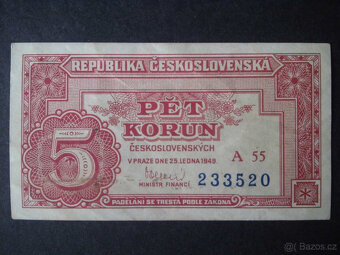 REPUBLIKA ČESKOSLOVENSKÁ
PĚT
KORUN
ČESKOSLOVENSKÝCH
V PRAZE DNE 25. LEDNA 1949
A 55
5
MINISTR FINANCÍ
233520
PADĚLÁNÍ SE TRESTÁ PODLE ZÁKONA
Bazos.cz